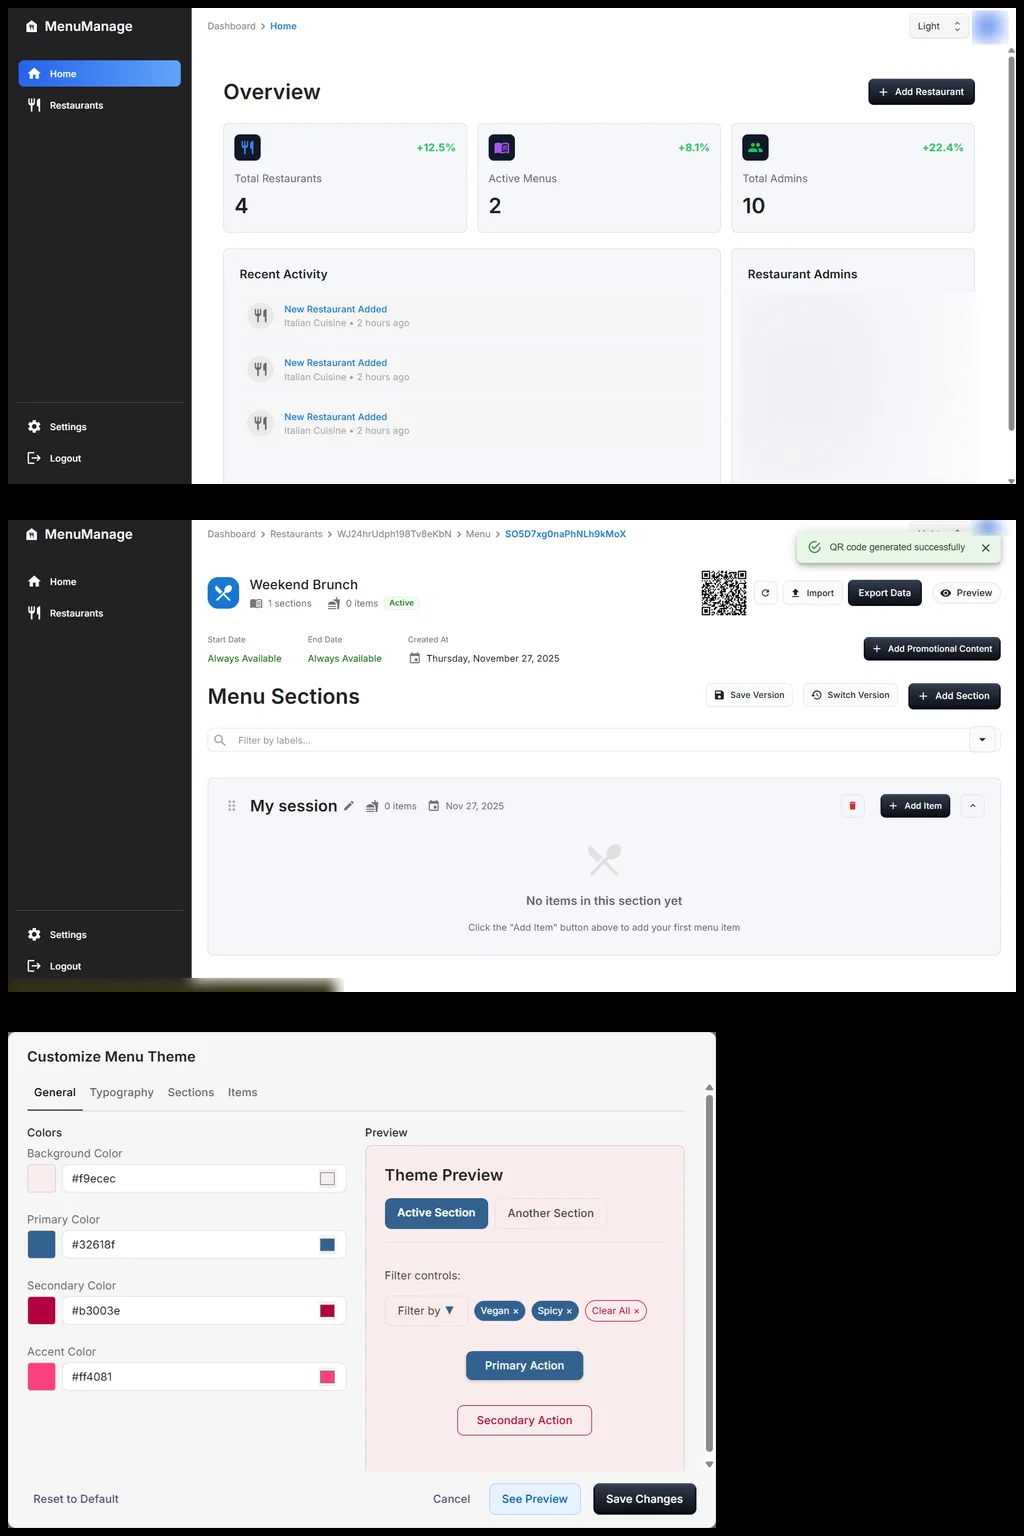 MenuManage
Dashboard > Home
Light
Home
Restaurants
Settings
Logout
Overview
+ Add Restaurant
+12.5%
Total Restaurants
4
+8.1%
Active Menus
2
+22.4%
Total Admins
10
Recent Activity
New Restaurant Added
Italian Cuisine • 2 hours ago
New Restaurant Added
Italian Cuisine • 2 hours ago
New Restaurant Added
Italian Cuisine • 2 hours ago
Restaurant Admins
MenuManage
Home
Restaurants
Settings
Logout
Dashboard > Restaurants > WJ24hrUdph198Tv8eKbN > Menu > SO5D7xg0naPhNLh9kMoX
QR code generated successfully
Weekend Brunch
1 sections 0 items Active
Import
Export Data
Preview
Start Date
Always Available
End Date
Always Available
Created At
Thursday, November 27, 2025
+ Add Promotional Content
Menu Sections
Save Version
Switch Version
+ Add Section
Filter by labels...
My session
0 items
Nov 27, 2025
+ Add Item
No items in this section yet
Click the "Add Item" button above to add your first menu item
Customize Menu Theme
General Typography Sections Items
Colors
Background Color
#f9ecec
Primary Color
#32618f
Secondary Color
#b3003e
Accent Color
#ff4081
Preview
Theme Preview
Active Section
Another Section
Filter controls:
Filter by ▼
Vegan ×
Spicy ×
Clear All ×
Primary Action
Secondary Action
Reset to Default
Cancel
See Preview
Save Changes